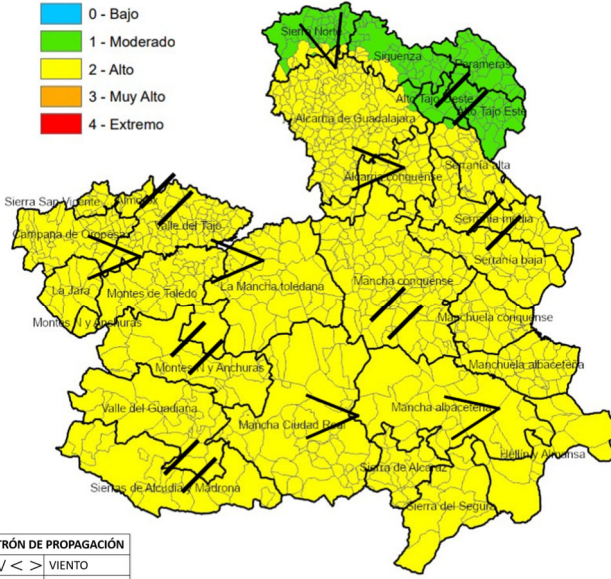 0 - Bajo
1 - Moderado
2 - Alto
3 - Muy Alto
4 - Extremo
Sierra Norte
Siguenza
Parameras
Alto Tajo Oeste
Alto Tajo Este
Alcarria de Guadalajara
Alcarria conquense
Serranía alta
Serranía media
Serranía baja
Sierra San Vicente
Almorox
Valle del Tajo
Campana de Oropesa
La Jara
Montes de Toledo
La Mancha toledana
Mancha conquense
Montes N y Anchuras
Manchuela conquense
Montes N y Anchuras
Manchuela albaceteña
Valle del Guadiana
Mancha Ciudad Real
Mancha albaceteña
Hellín y Almansa
Sierra de Alcaraz
Sierras de Alcudia y Madrona
Sierra del Segura
TRÓN DE PROPAGACIÓN
\/ < > VIENTO